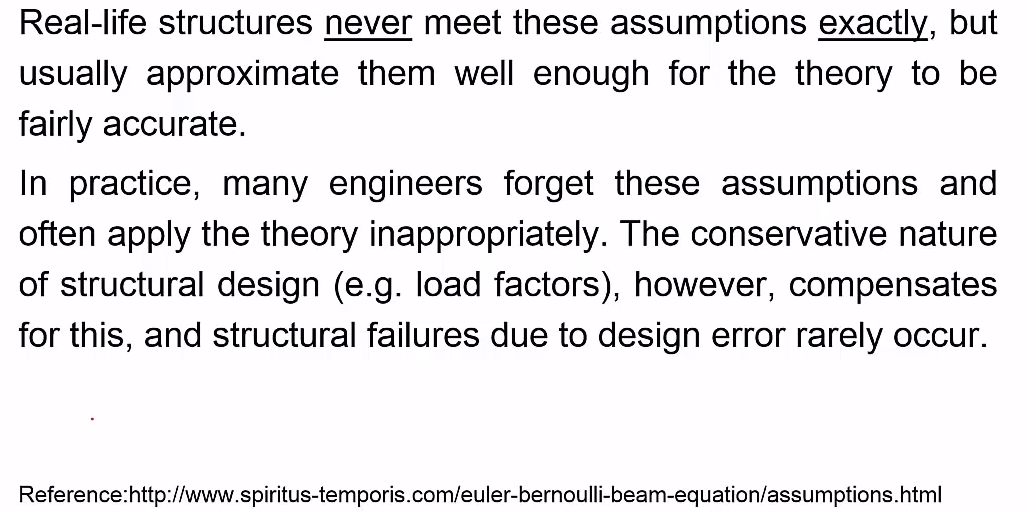 Real-life structures never meet these assumptions exactly, but
usually approximate them well enough for the theory to be
fairly accurate.
In practice, many engineers forget these assumptions and
often apply the theory inappropriately. The conservative nature
of structural design (e.g. load factors), however, compensates
for this, and structural failures due to design error rarely occur.
Reference:http://www.spiritus-temporis.com/euler-bernoulli-beam-equation/assumptions.html